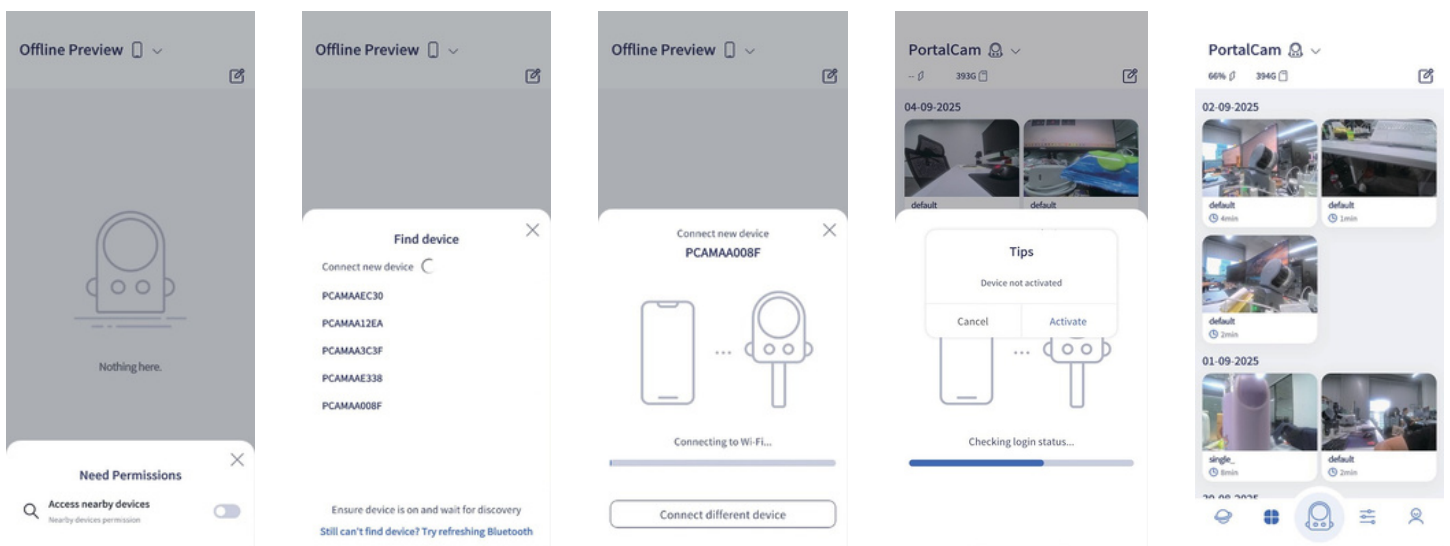 Offline Preview
Nothing here.
Need Permissions
Access nearby devices
Nearby devices permission
Offline Preview
Find device
Connect new device
PCAMAAEC30
PCAMAA12EA
PCAMAA3C3F
PCAMAAE338
PCAMAA008F
Ensure device is on and wait for discovery
Still can't find device? Try refreshing Bluetooth
Offline Preview
Connect new device
PCAMAA008F
Connecting to Wi-Fi...
Connect different device
PortalCam
-- 393G
04-09-2025
default default
Tips
Device not activated
Cancel Activate
Checking login status...
PortalCam
66% 394G
02-09-2025
default default
4min 1min
default
2min
01-09-2025
single_ default
8min 2min
30-08-2025